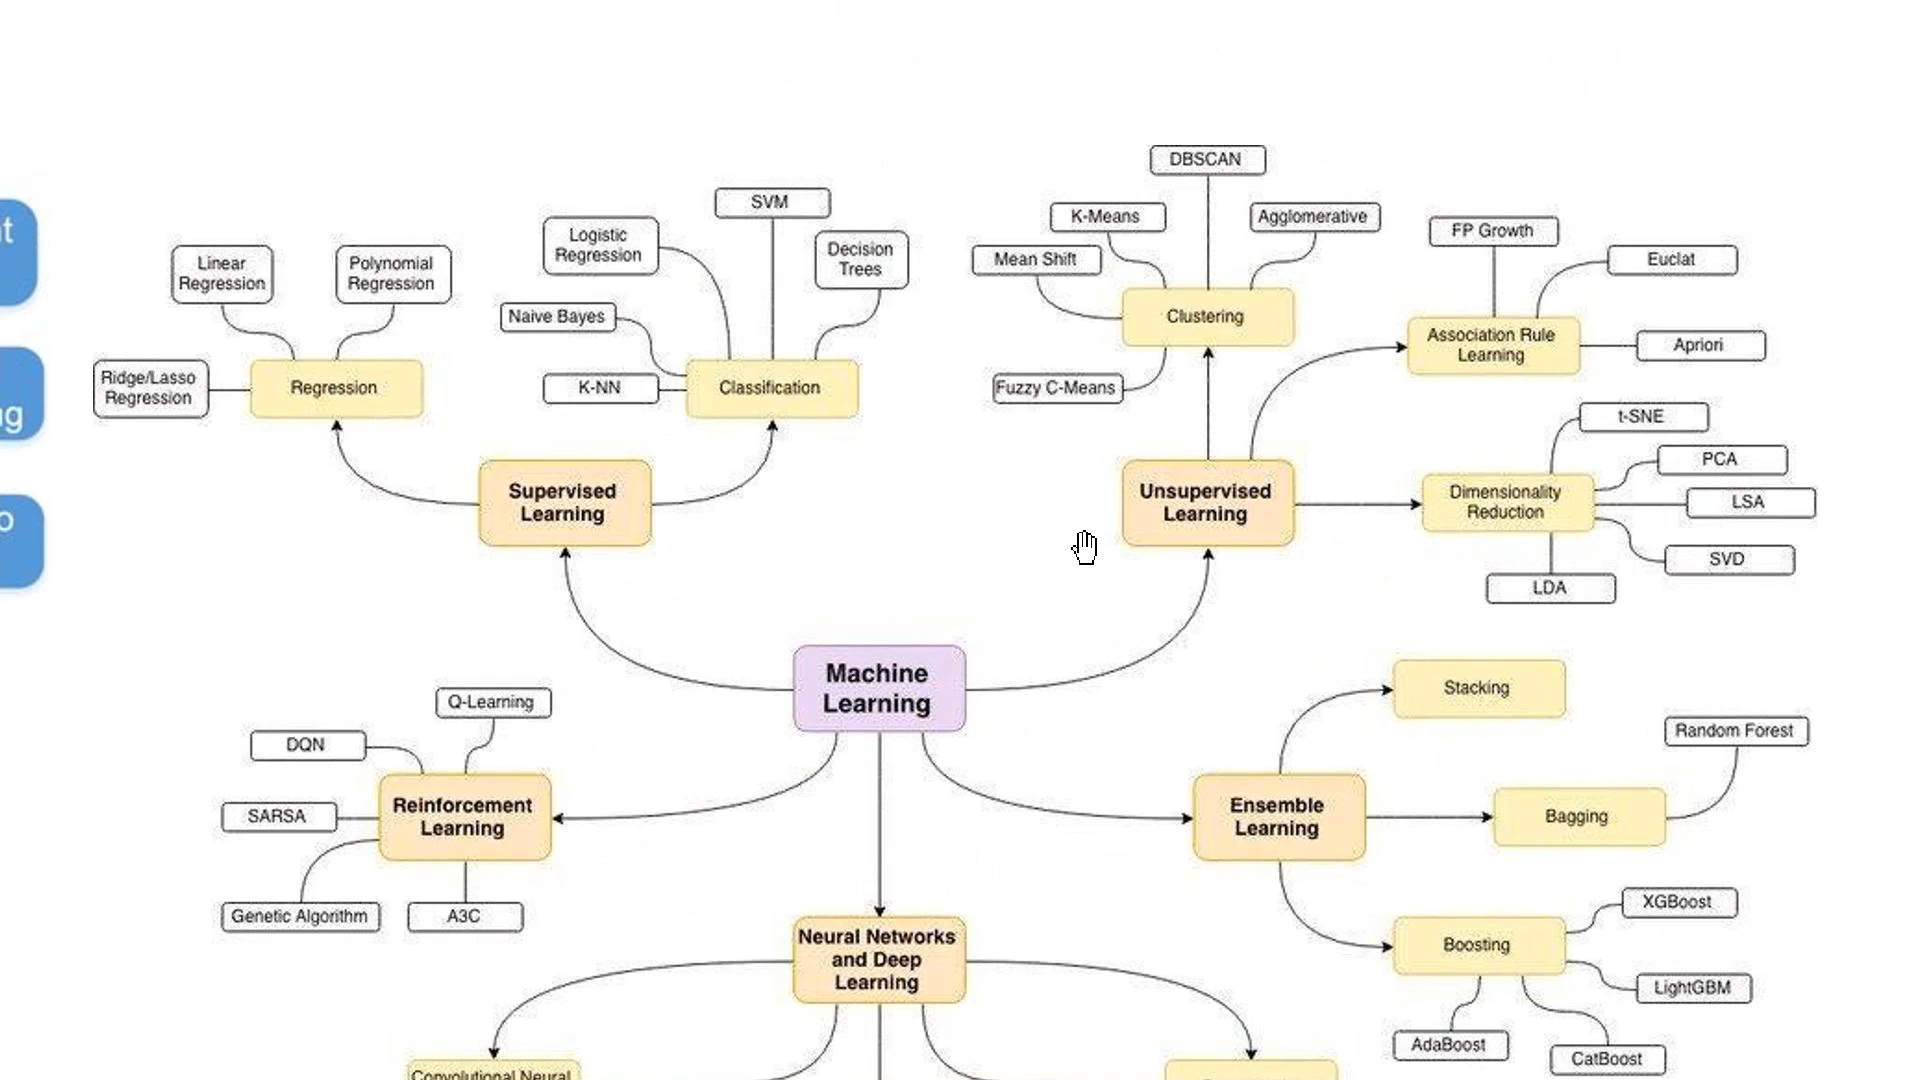 DBSCAN
SVM
K-Means
Agglomerative
Logistic
Regression
FP Growth
Decision
Trees
Linear
Regression
Polynomial
Regression
Mean Shift
Euclat
Naive Bayes
Clustering
Association Rule
Learning
Apriori
Ridge/Lasso
Regression
Regression
K-NN
Classification
Fuzzy C-Means
t-SNE
PCA
Supervised
Learning
Unsupervised
Learning
Dimensionality
Reduction
LSA
SVD
LDA
Machine
Learning
Stacking
Q-Learning
DQN
Random Forest
Reinforcement
Learning
SARSA
Ensemble
Learning
Bagging
Genetic Algorithm
A3C
Neural Networks
and Deep
Learning
XGBoost
Boosting
LightGBM
AdaBoost
CatBoost
Convolutional Neural